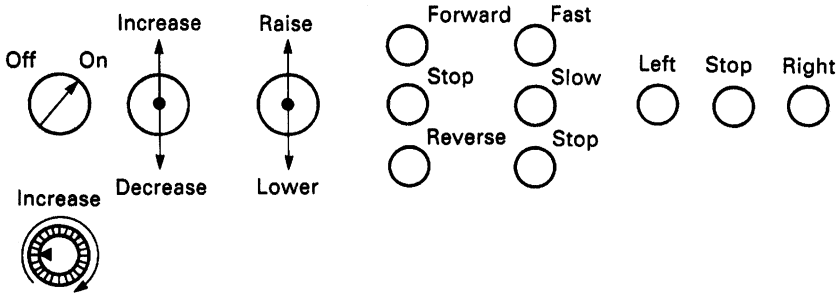 Off On
Increase
Decrease
Raise
Lower
Forward
Stop
Reverse
Fast
Slow
Stop
Left Stop Right
Increase